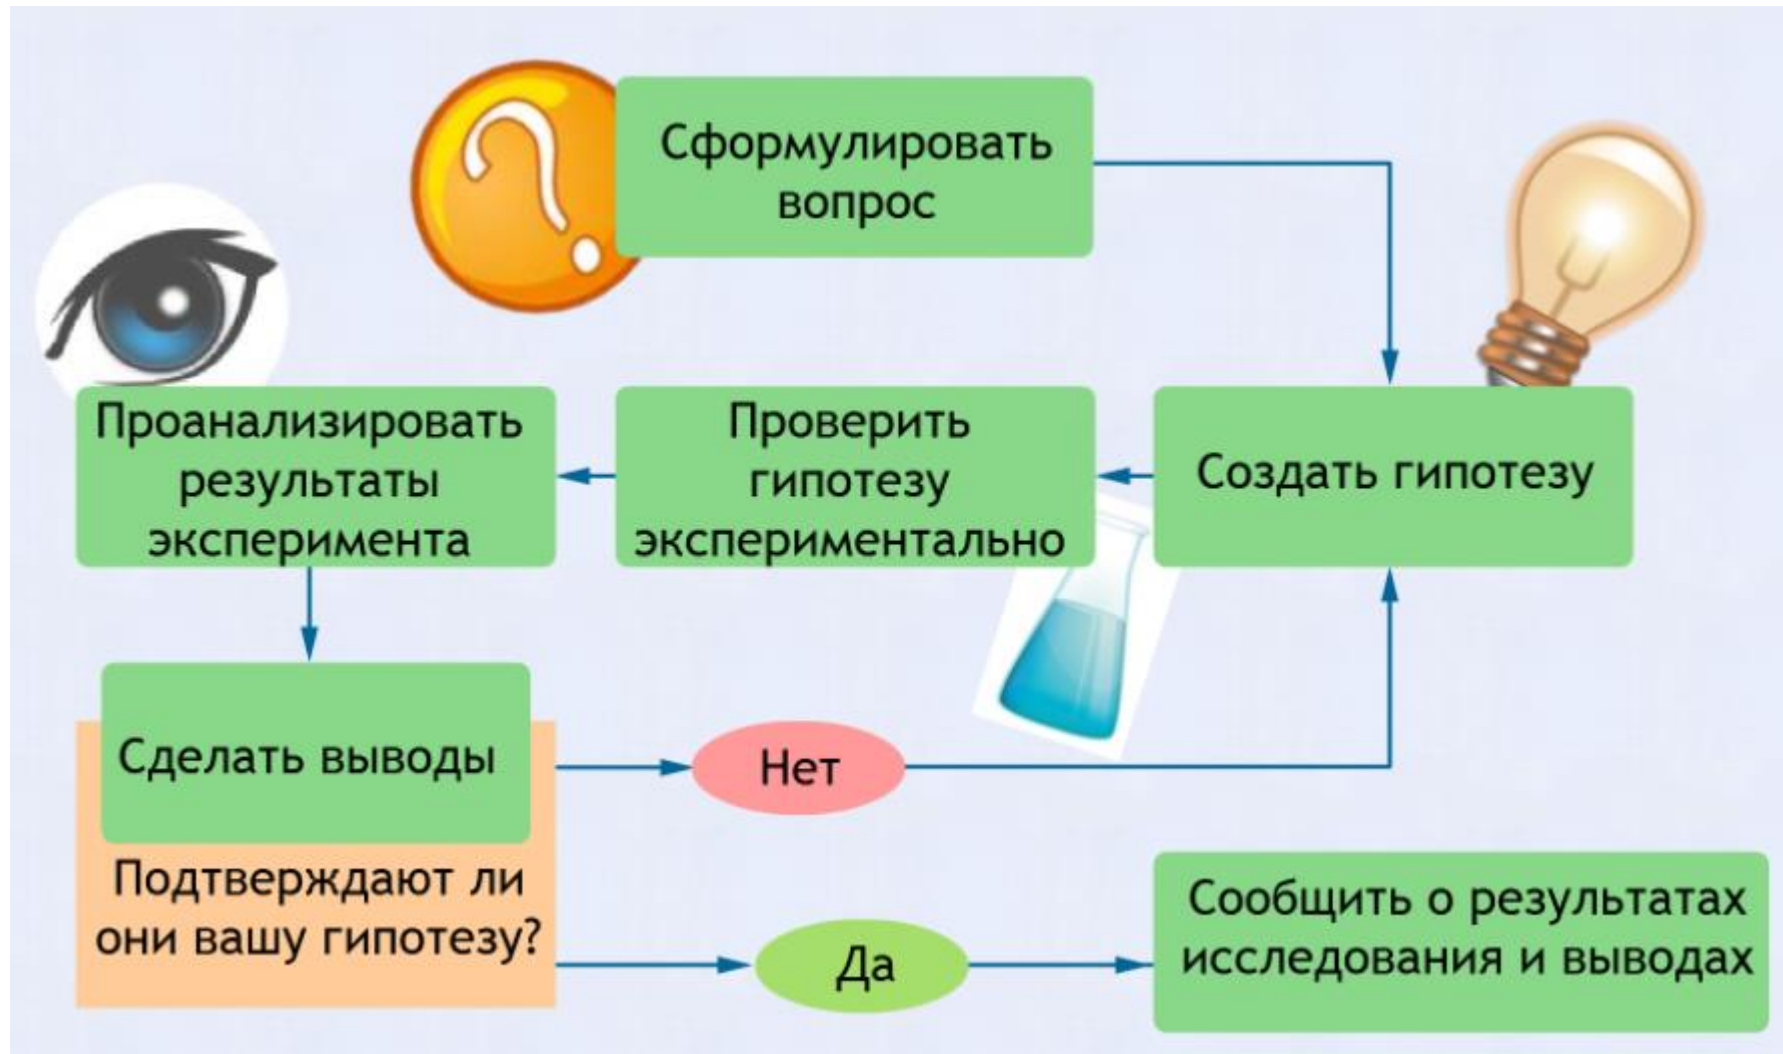 Сформулировать
вопрос
Создать гипотезу
Проверить
гипотезу
экспериментально
Проанализировать
результаты
эксперимента
Сделать выводы
Подтверждают ли
они вашу гипотезу?
Нет
Да
Сообщить о результатах
исследования и выводах